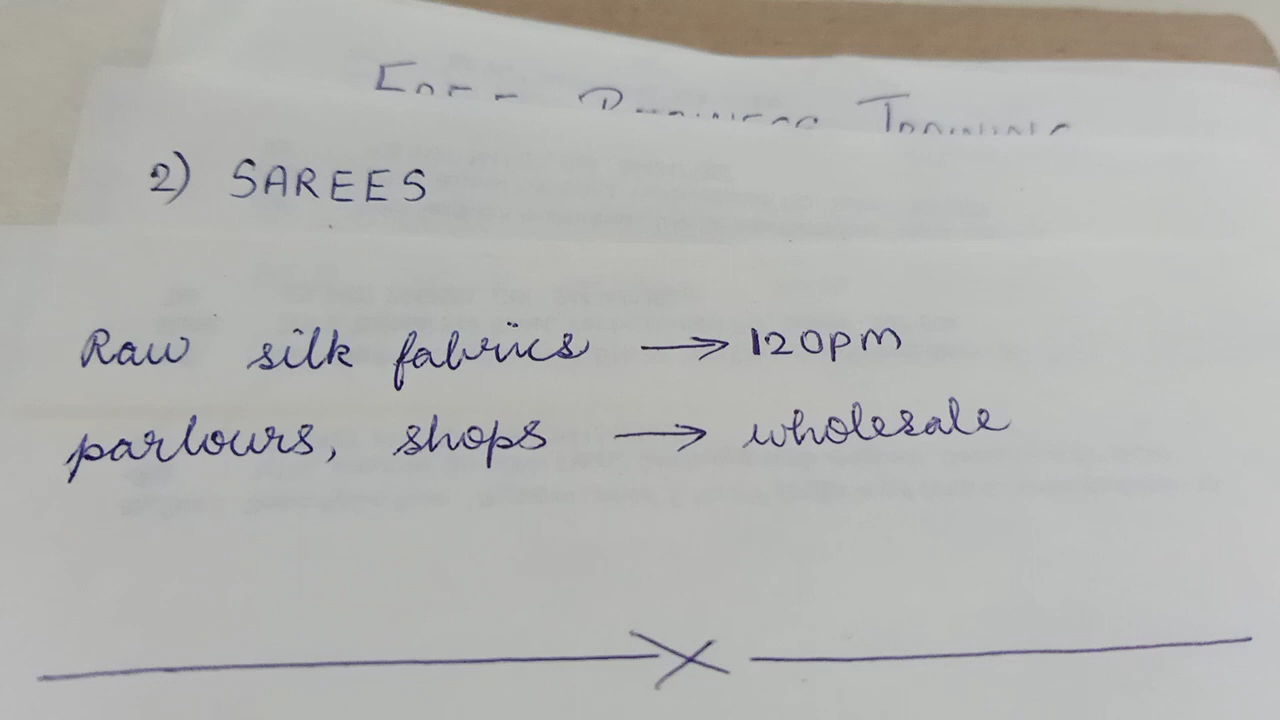 2) SAREES
Raw silk fabrics → 120pm
parlours, shops → wholesale